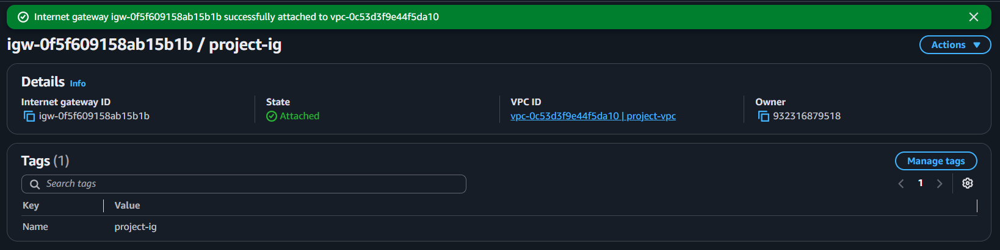 Internet gateway igw-0f5f609158ab15b1b successfully attached to vpc-0c53d3f9e44f5da10
igw-0f5f609158ab15b1b / project-ig
Actions
Details Info
Internet gateway ID
igw-0f5f609158ab15b1b
State
Attached
VPC ID
vpc-0c53d3f9e44f5da10 | project-vpc
Owner
932316879518
Tags (1)
Manage tags
Search tags
1
Key Value
Name project-ig